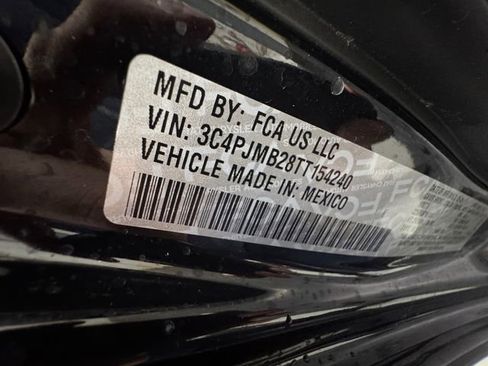 MFD BY: FCA US LLC
VIN: 3C4PJMB28TT154240
VEHICLE MADE IN: MEXICO